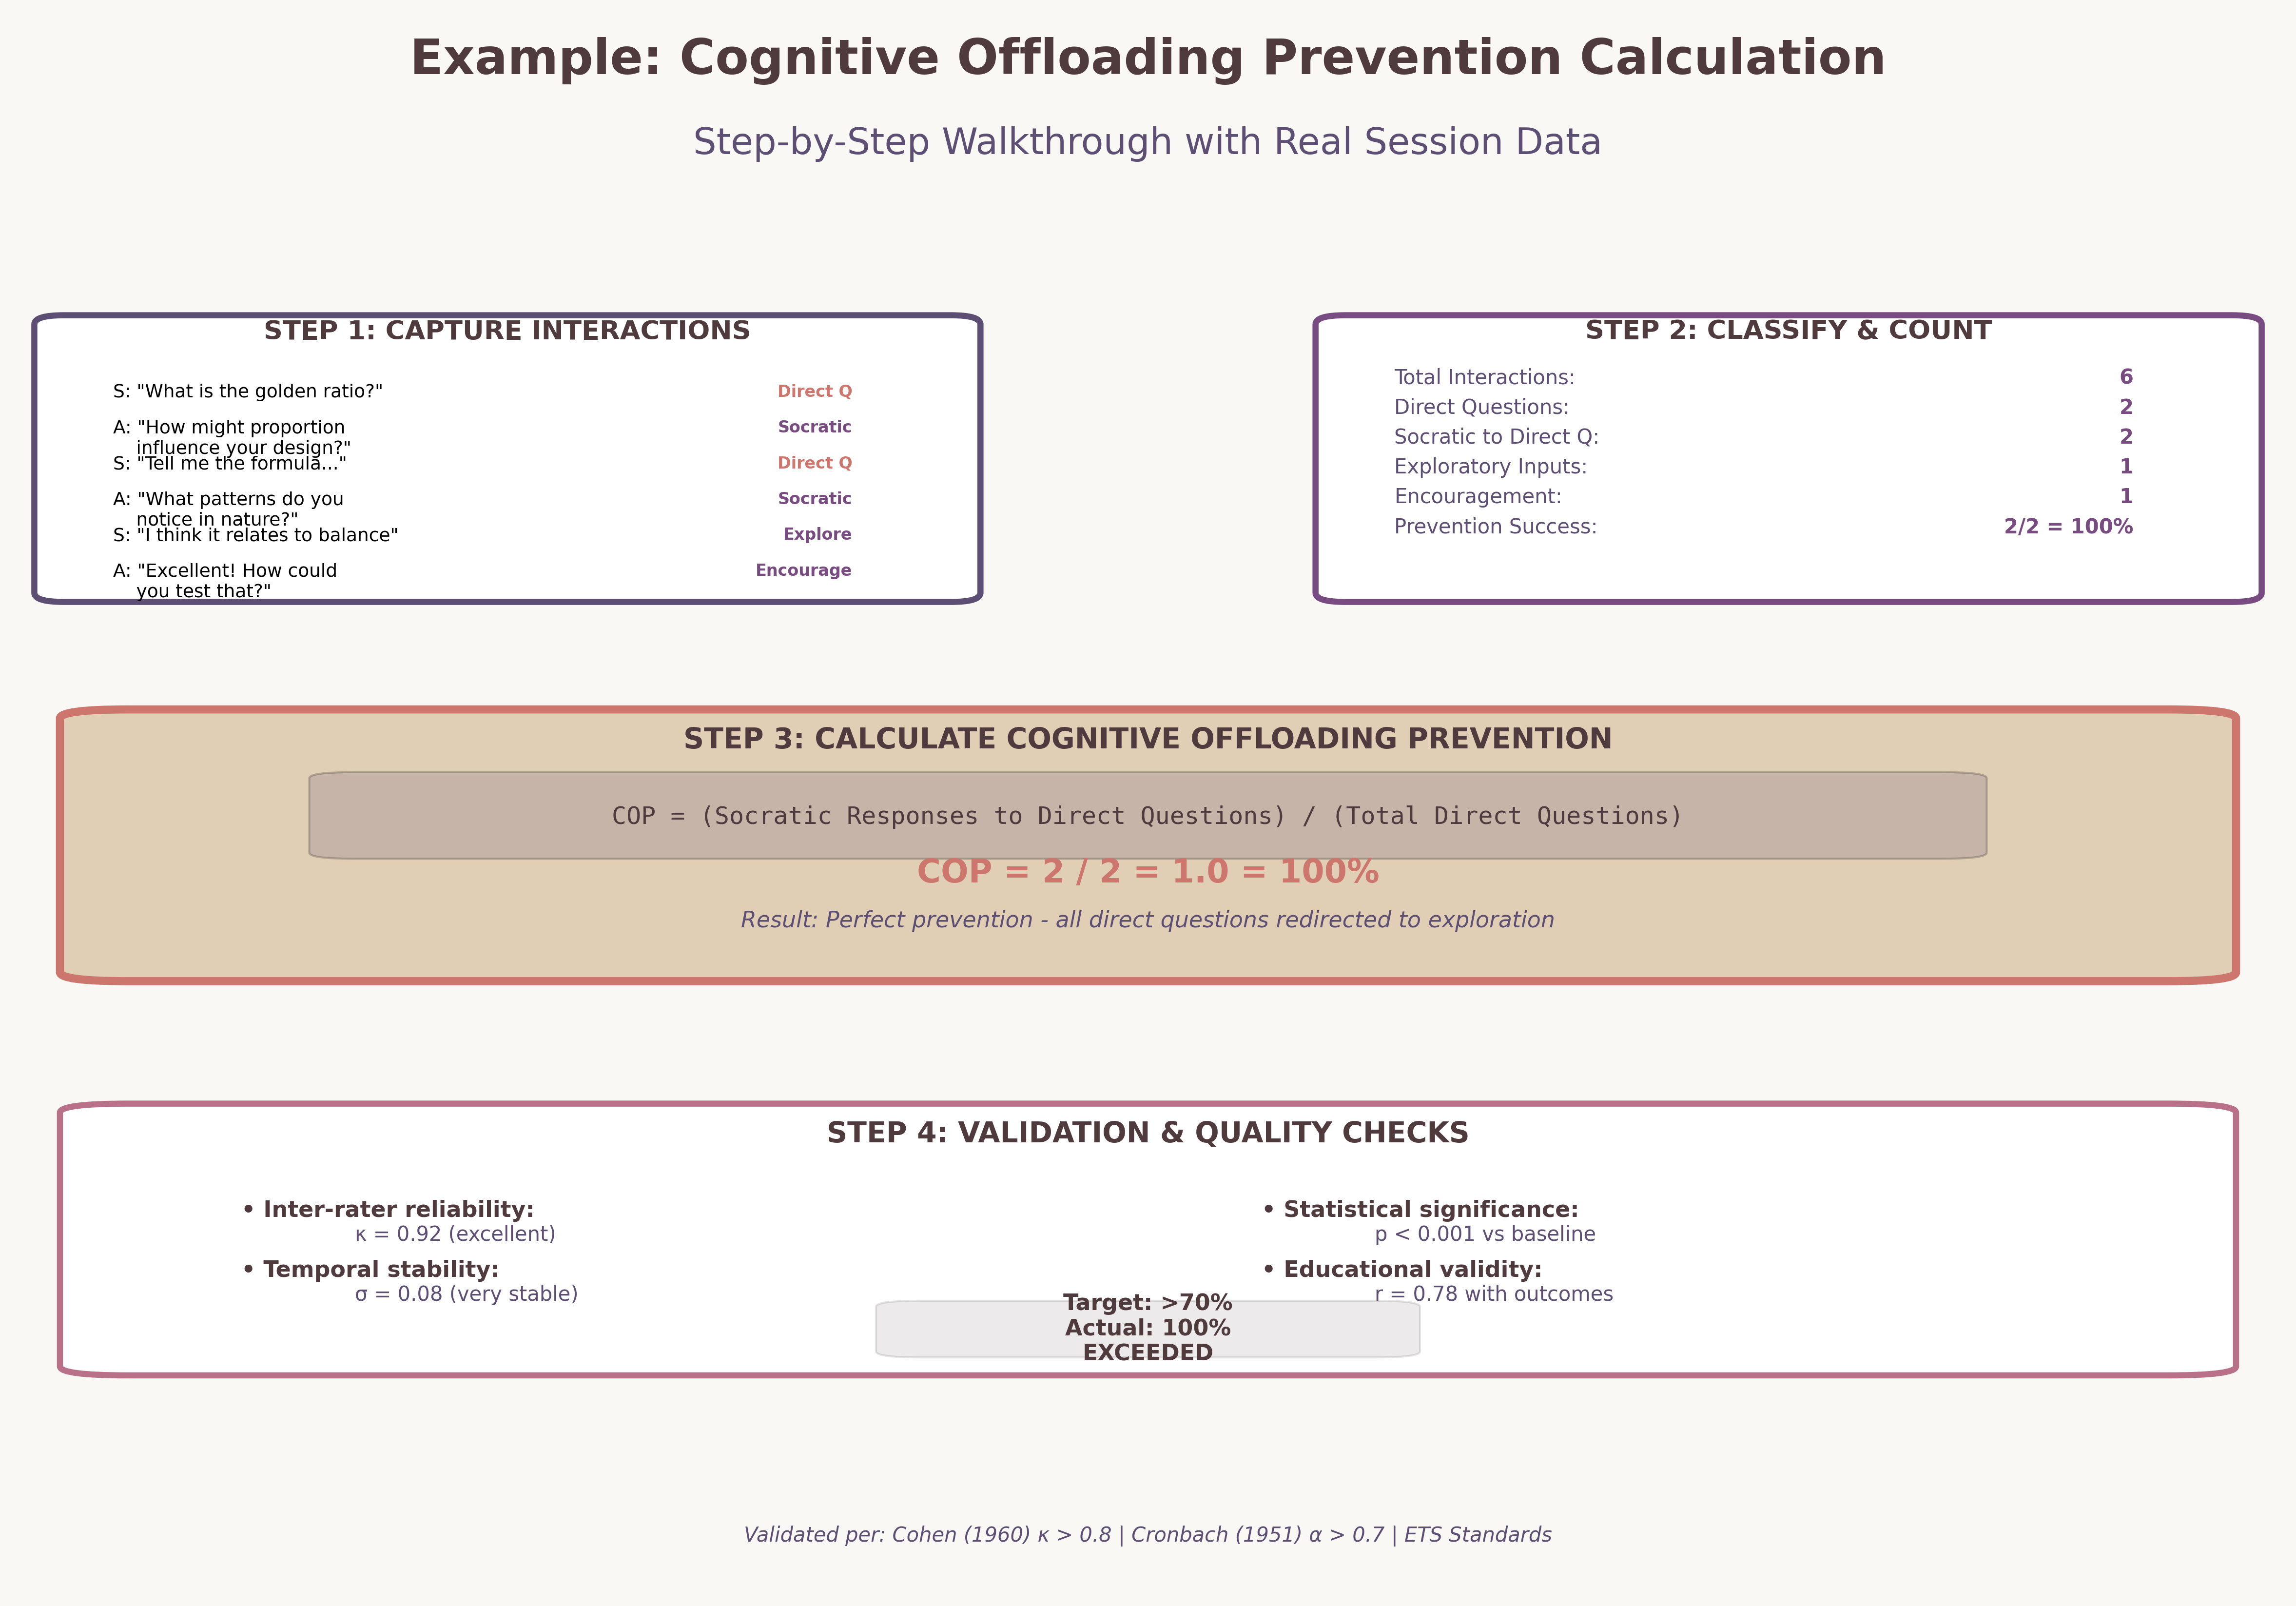 Example: Cognitive Offloading Prevention Calculation
Step-by-Step Walkthrough with Real Session Data
STEP 1: CAPTURE INTERACTIONS
S: "What is the golden ratio?" Direct Q
A: "How might proportion Socratic
influence your design?"
S: "Tell me the formula..." Direct Q
A: "What patterns do you Socratic
notice in nature?"
S: "I think it relates to balance" Explore
A: "Excellent! How could Encourage
you test that?"
STEP 2: CLASSIFY & COUNT
Total Interactions: 6
Direct Questions: 2
Socratic to Direct Q: 2
Exploratory Inputs: 1
Encouragement: 1
Prevention Success: 2/2 = 100%
STEP 3: CALCULATE COGNITIVE OFFLOADING PREVENTION
COP = (Socratic Responses to Direct Questions) / (Total Direct Questions)
COP = 2 / 2 = 1.0 = 100%
Result: Perfect prevention - all direct questions redirected to exploration
STEP 4: VALIDATION & QUALITY CHECKS
• Inter-rater reliability:
κ = 0.92 (excellent)
• Temporal stability:
σ = 0.08 (very stable)
• Statistical significance:
p < 0.001 vs baseline
• Educational validity:
r = 0.78 with outcomes
Target: >70%
Actual: 100%
EXCEEDED
Validated per: Cohen (1960) κ > 0.8 | Cronbach (1951) α > 0.7 | ETS Standards